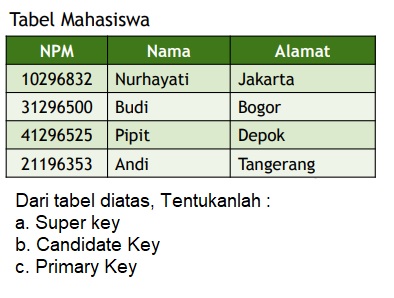 Tabel Mahasiswa
NPM Nama Alamat
10296832 Nurhayati Jakarta
31296500 Budi Bogor
41296525 Pipit Depok
21196353 Andi Tangerang
Dari tabel diatas, Tentukanlah :
a. Super key
b. Candidate Key
c. Primary Key